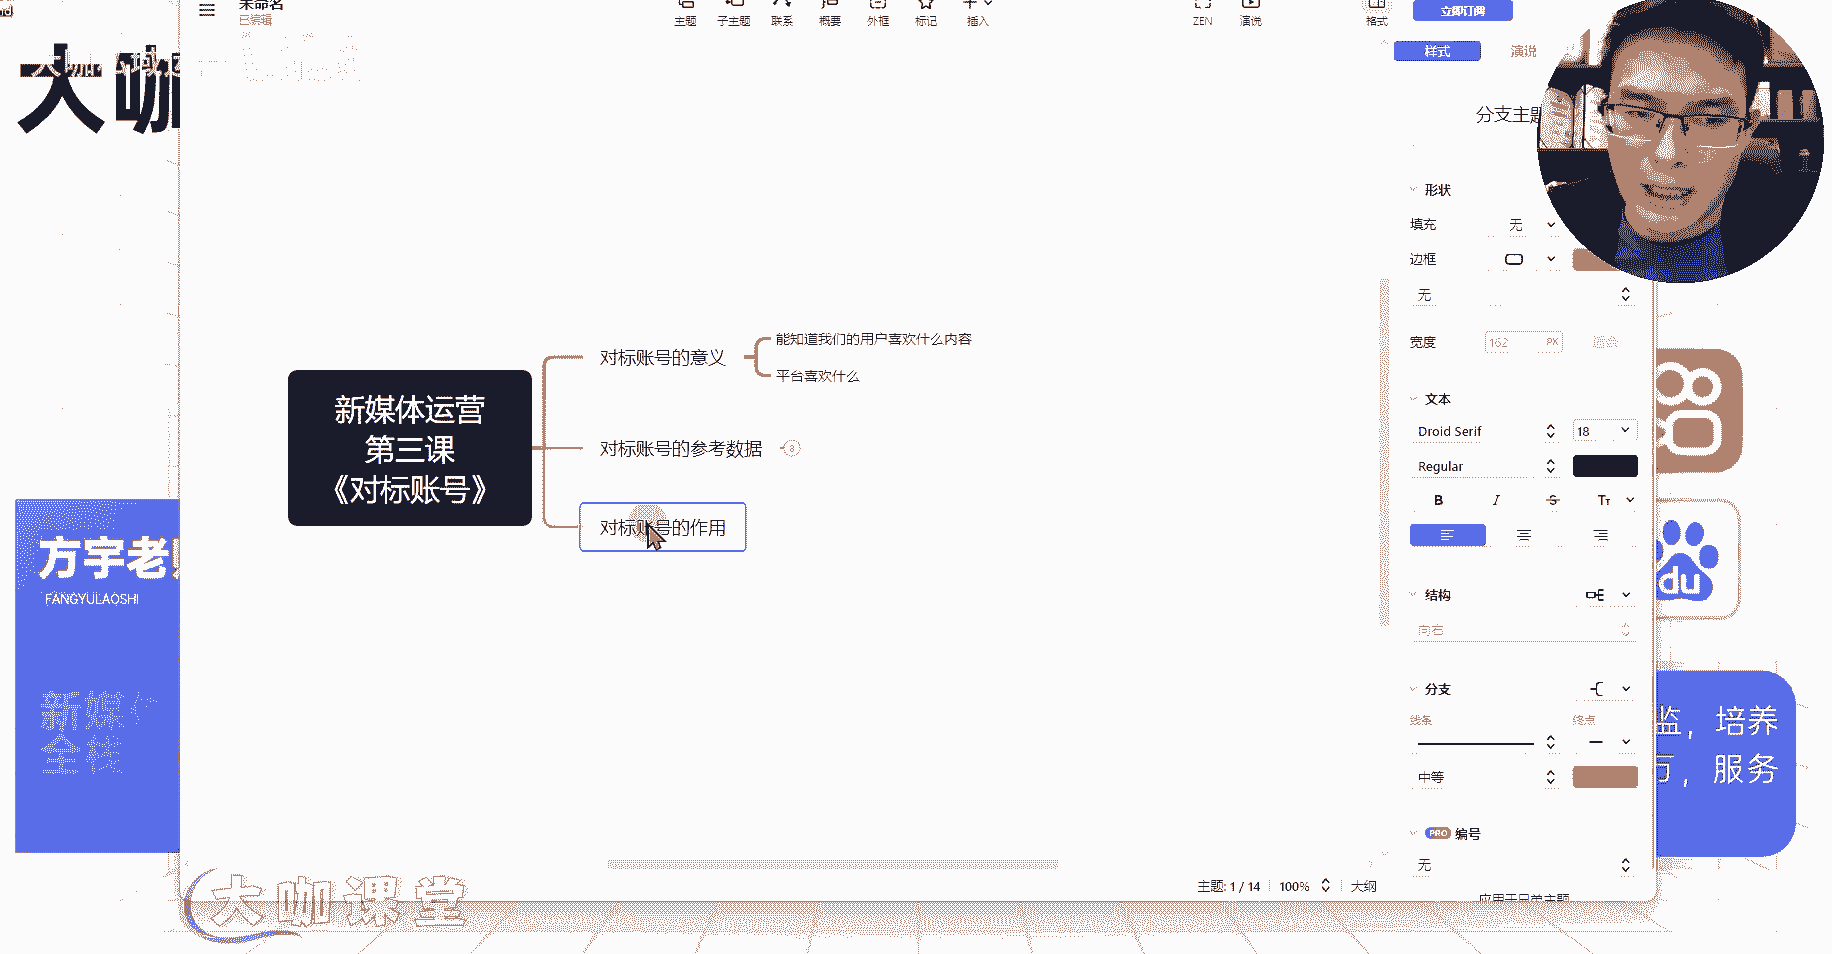 未命名
已编辑
主题
子主题
联系
概要
外框
标记
插入
ZEN
演说
格式
立即订阅
样式
演说
大咖
分支主题
形状
填充
无
边框
无
宽度
162
PX
文本
Droid Serif
18
Regular
B
I
S
Tт
结构
向右
分支
线条
终点
中等
PRO 编号
无
新媒体运营
第三课
《对标账号》
对标账号的意义
能知道我们的用户喜欢什么内容
平台喜欢什么
对标账号的参考数据
8
对标账号的作用
方宇老
FANGYULAOSHI
新媒
全栈
du
监，培养
万，服务
主题: 1 / 14
100%
大纲
大咖课堂